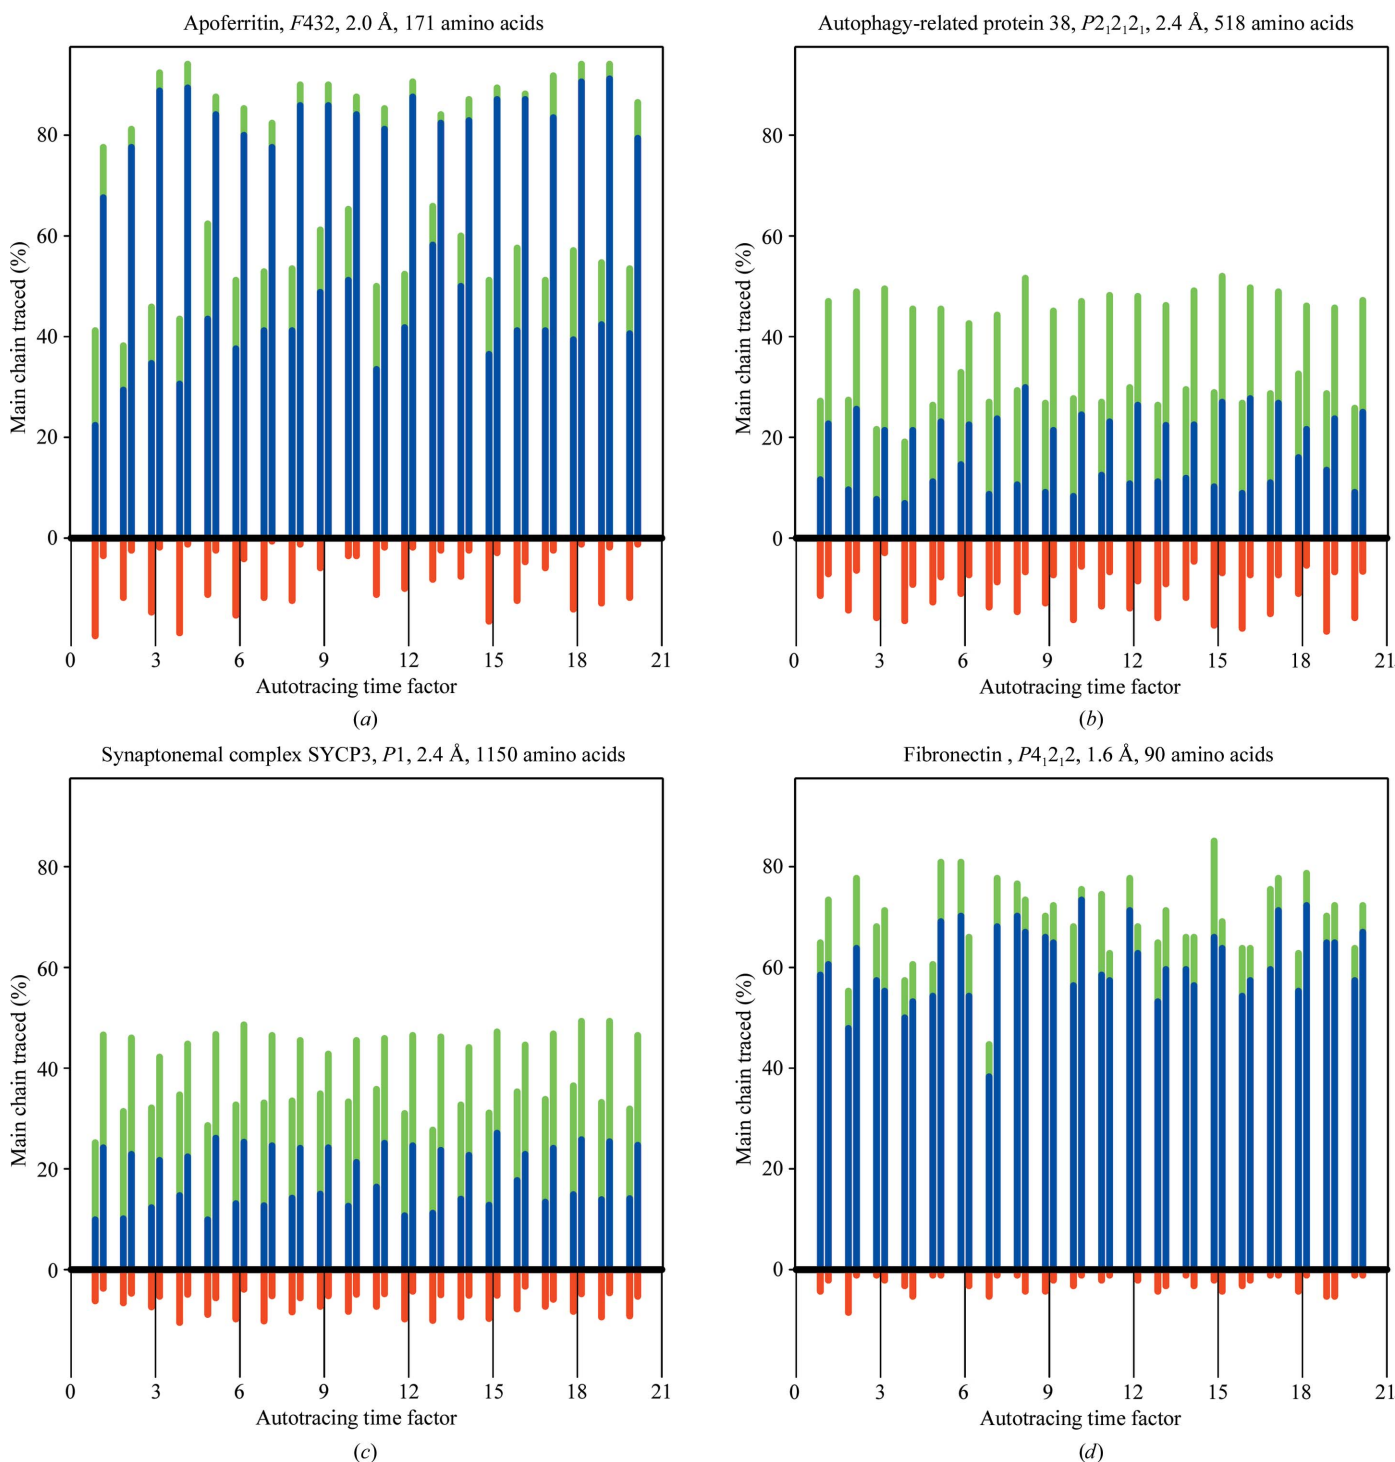 Apoferritin, F432, 2.0 Å, 171 amino acids
Main chain traced (%)
80
60
40
20
0
0 3 6 9 12 15 18 21
Autotracing time factor
(a)
Autophagy-related protein 38, P2₁2₁2₁, 2.4 Å, 518 amino acids
Main chain traced (%)
80
60
40
20
0
0 3 6 9 12 15 18 21
Autotracing time factor
(b)
Synaptonemal complex SYCP3, P1, 2.4 Å, 1150 amino acids
Main chain traced (%)
80
60
40
20
0
0 3 6 9 12 15 18 21
Autotracing time factor
(c)
Fibronectin , P4₁2₁2, 1.6 Å, 90 amino acids
Main chain traced (%)
80
60
40
20
0
0 3 6 9 12 15 18 21
Autotracing time factor
(d)